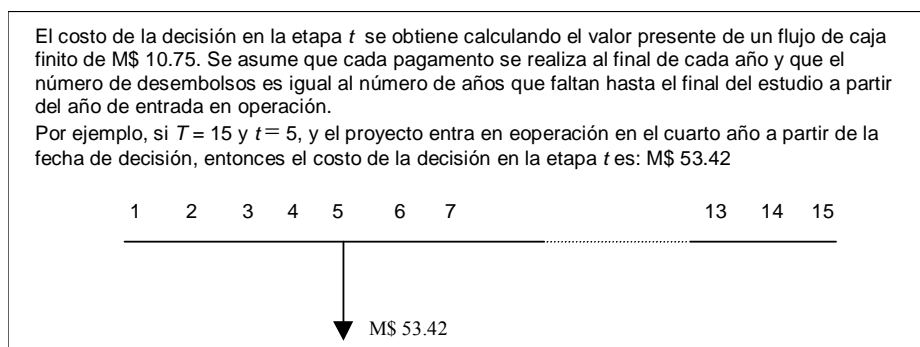 El costo de la decisión en la etapa t se obtiene calculando el valor presente de un flujo de caja
finito de M$ 10.75. Se asume que cada pagamento se realiza al final de cada año y que el
número de desembolsos es igual al número de años que faltan hasta el final del estudio a partir
del año de entrada en operación.
Por ejemplo, si T = 15 y t = 5, y el proyecto entra en eoperación en el cuarto año a partir de la
fecha de decisión, entonces el costo de la decisión en la etapa t es: M$ 53.42
1 2 3 4 5 6 7 13 14 15
M$ 53.42